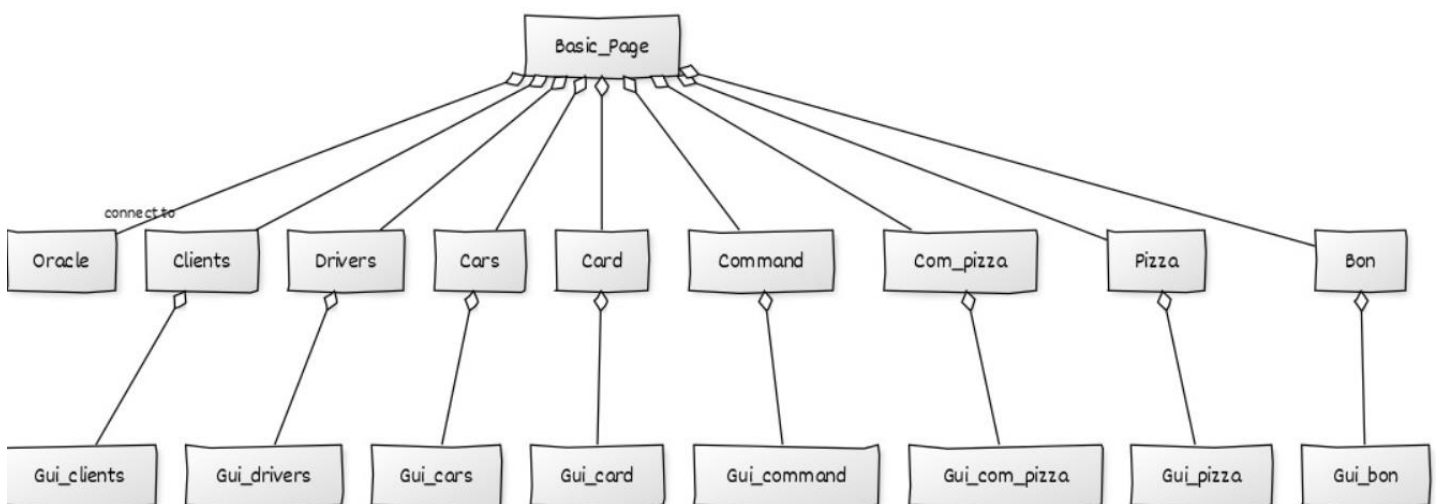 Basic_Page
connect to
Oracle
Clients
Drivers
Cars
Card
Command
Com_pizza
Pizza
Bon
Gui_clients
Gui_drivers
Gui_cars
Gui_card
Gui_command
Gui_com_pizza
Gui_pizza
Gui_bon